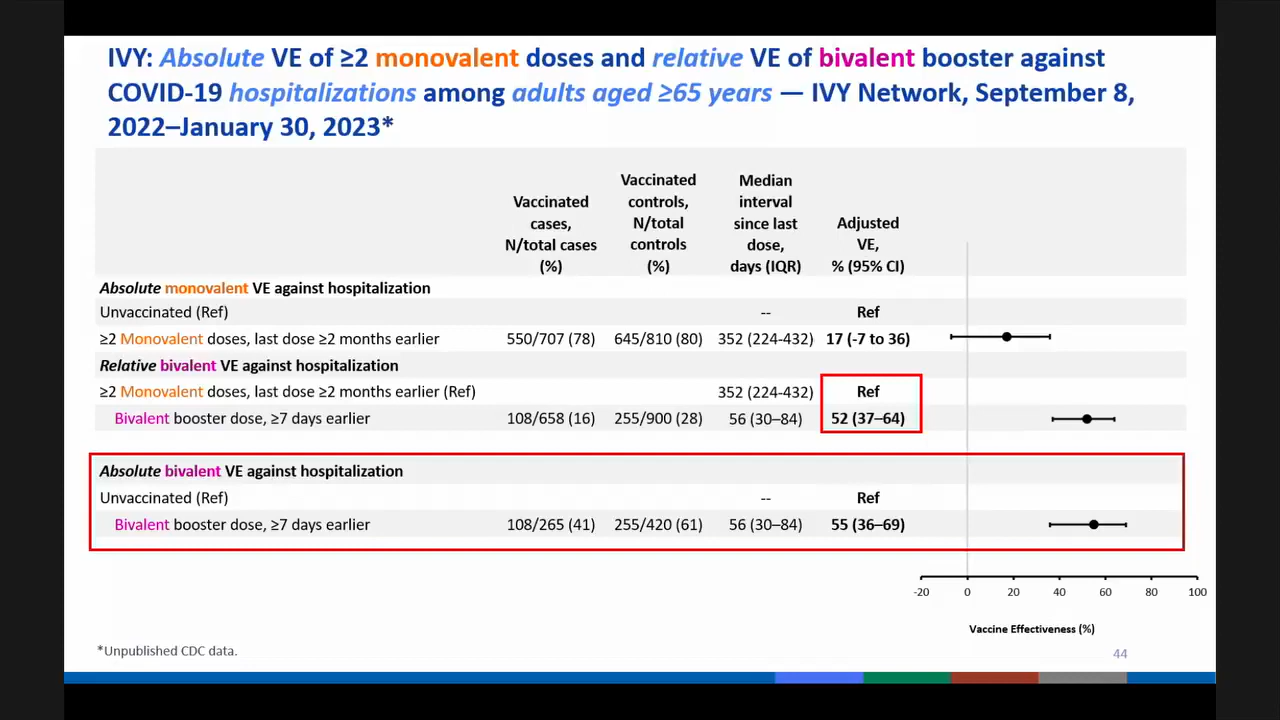 IVY: Absolute VE of ≥2 monovalent doses and relative VE of bivalent booster against
COVID-19 hospitalizations among adults aged ≥65 years — IVY Network, September 8,
2022–January 30, 2023*
Vaccinated cases, N/total cases (%)
Vaccinated controls, N/total controls (%)
Median interval since last dose, days (IQR)
Adjusted VE, % (95% CI)
Absolute monovalent VE against hospitalization
Unvaccinated (Ref) -- Ref
≥2 Monovalent doses, last dose ≥2 months earlier 550/707 (78) 645/810 (80) 352 (224-432) 17 (-7 to 36)
Relative bivalent VE against hospitalization
≥2 Monovalent doses, last dose ≥2 months earlier (Ref) 352 (224-432) Ref
Bivalent booster dose, ≥7 days earlier 108/658 (16) 255/900 (28) 56 (30–84) 52 (37–64)
Absolute bivalent VE against hospitalization
Unvaccinated (Ref) -- Ref
Bivalent booster dose, ≥7 days earlier 108/265 (41) 255/420 (61) 56 (30–84) 55 (36–69)
-20 0 20 40 60 80 100
Vaccine Effectiveness (%)
*Unpublished CDC data.
44